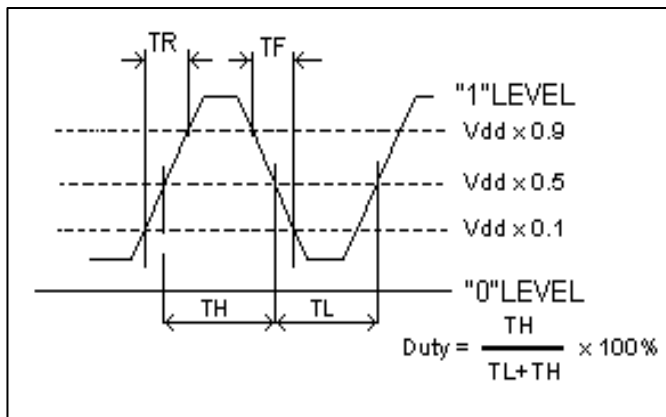 TR TF
"1"LEVEL
Vdd x 0.9
Vdd x 0.5
Vdd x 0.1
"0"LEVEL
TH TL
Duty = TH / TL+TH x 100%